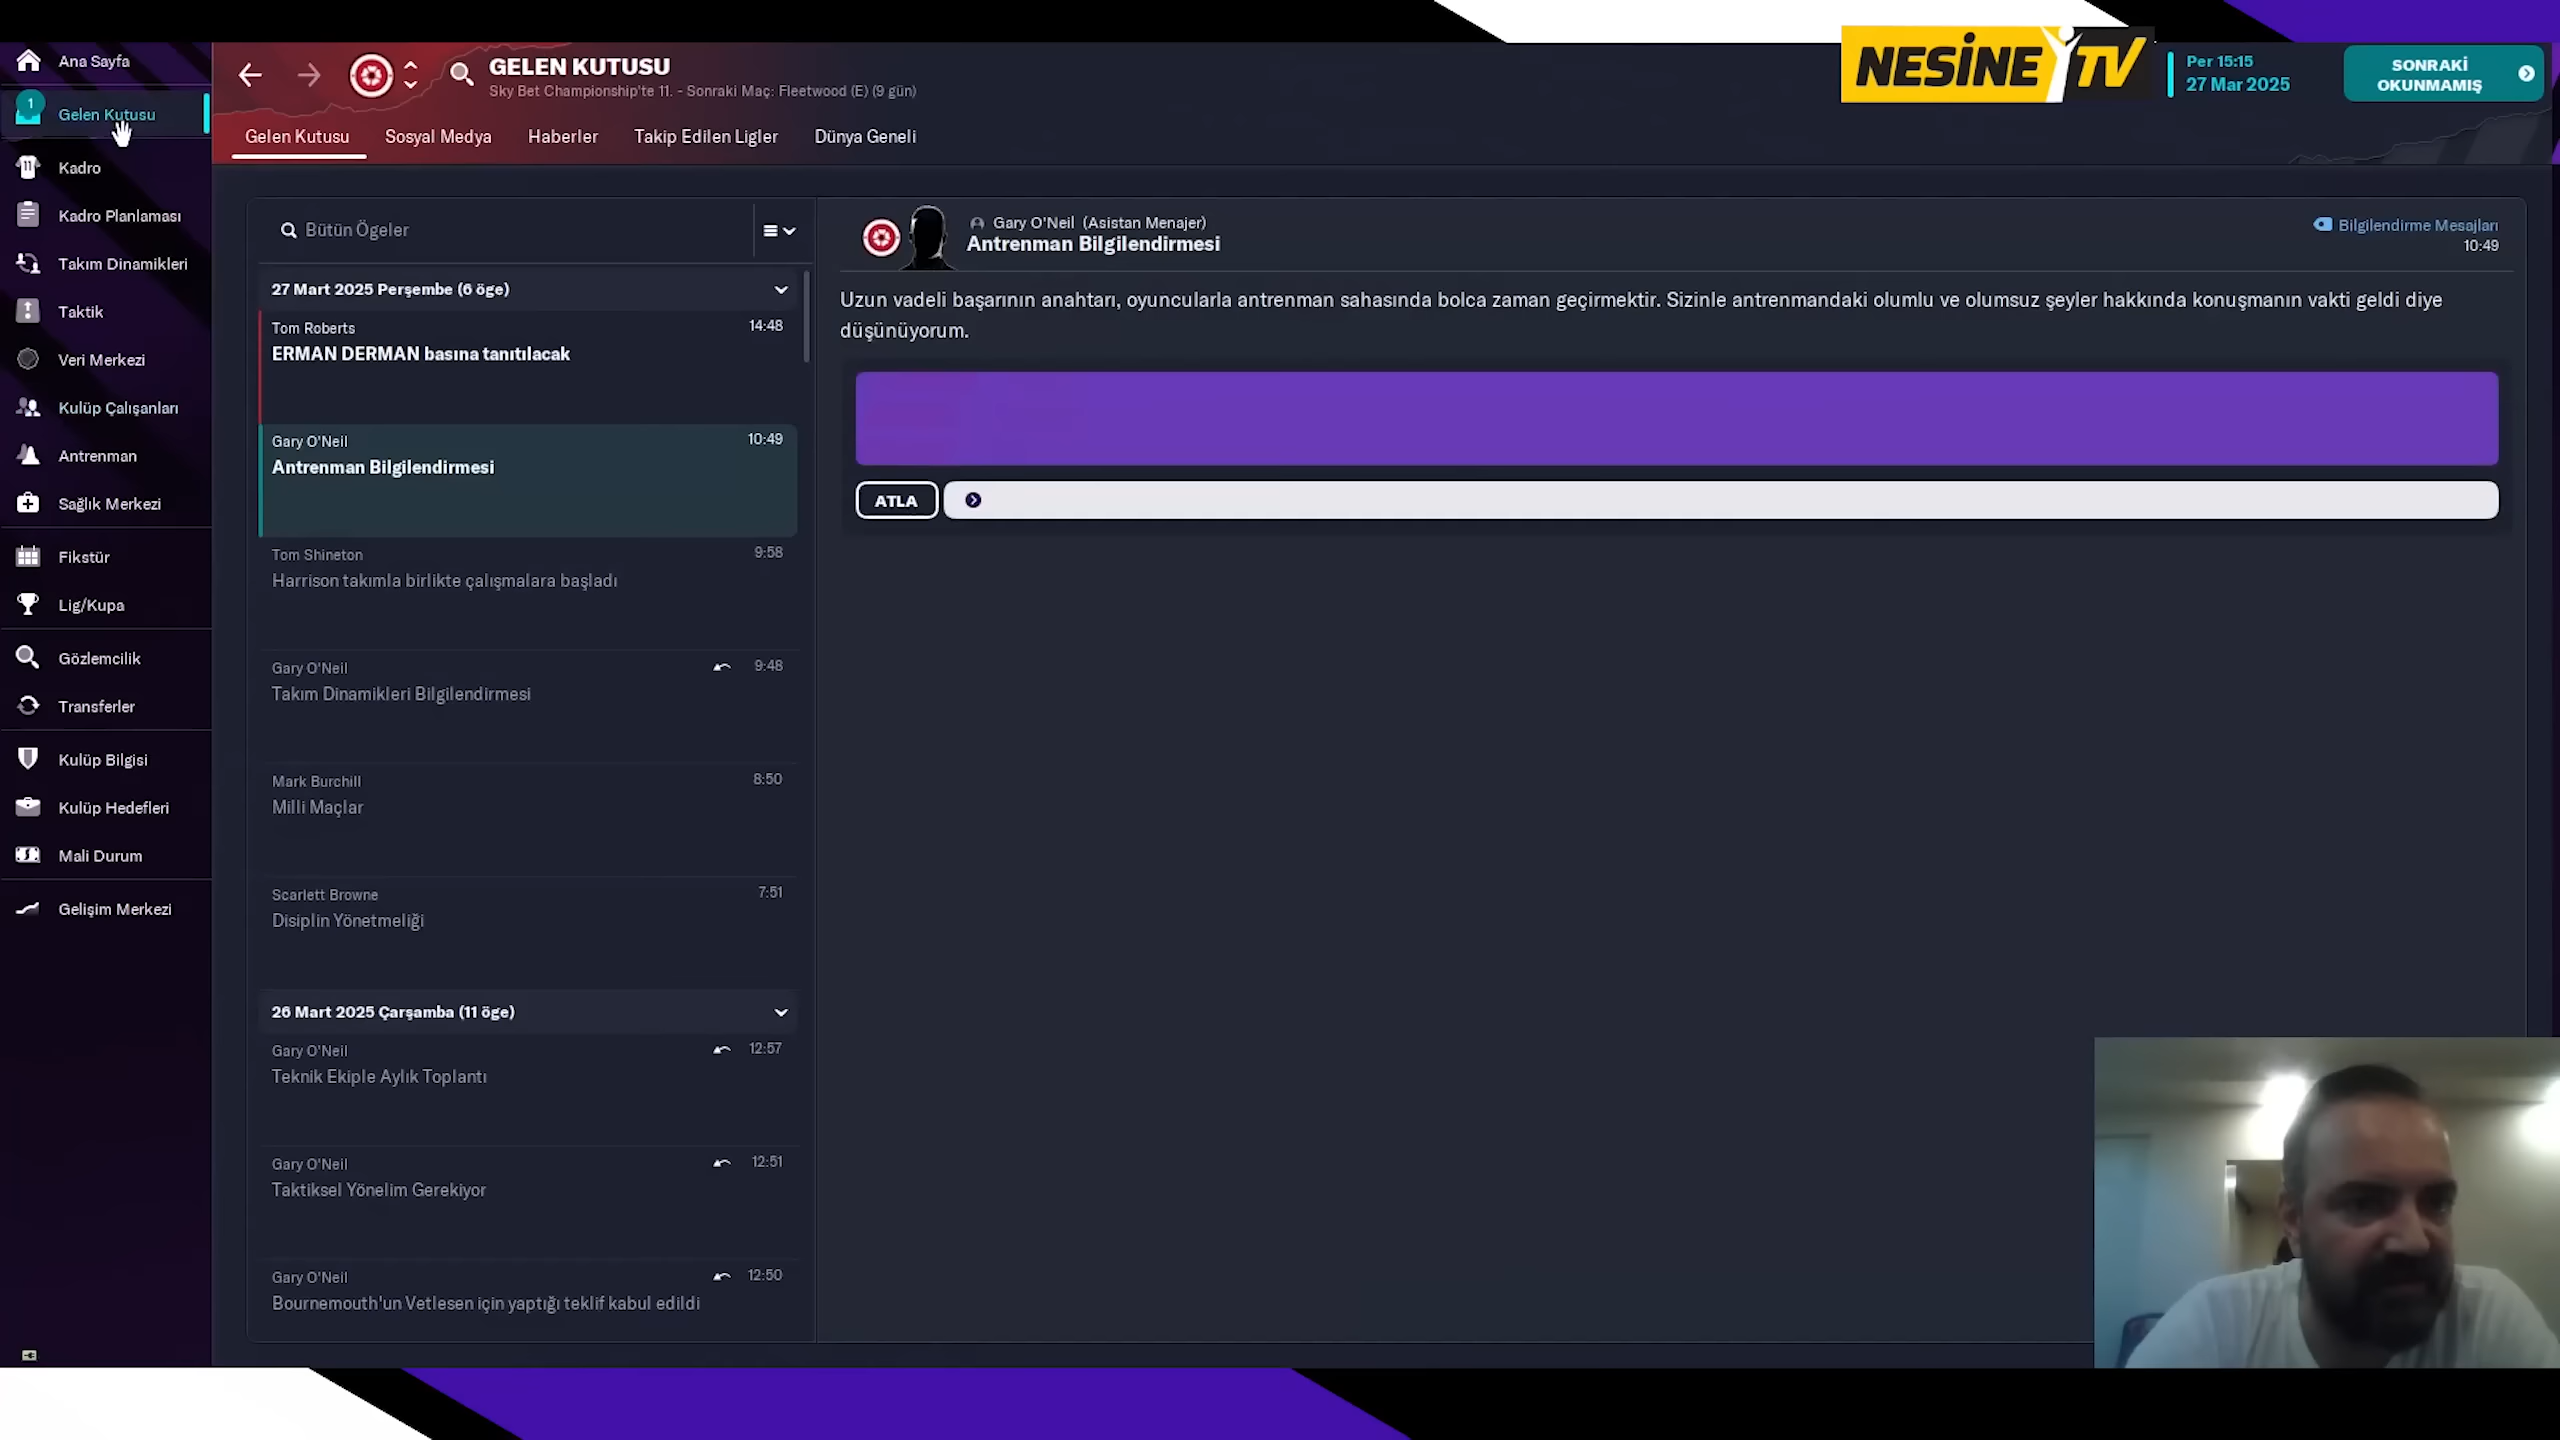 Ana Sayfa
1
Gelen Kutusu
Kadro
Kadro Planlaması
Takım Dinamikleri
Taktik
Veri Merkezi
Kulüp Çalışanları
Antrenman
Sağlık Merkezi
Fikstür
Lig/Kupa
Gözlemcilik
Transferler
Kulüp Bilgisi
Kulüp Hedefleri
Mali Durum
Gelişim Merkezi
GELEN KUTUSU
Sky Bet Championship'te 11. - Sonraki Maç: Fleetwood (E) (9 gün)
NESiNE TV
Per 15:15
27 Mar 2025
SONRAKİ
OKUNMAMIŞ
Gelen Kutusu Sosyal Medya Haberler Takip Edilen Ligler Dünya Geneli
Bütün Ögeler
27 Mart 2025 Perşembe (6 öge)
Tom Roberts 14:48
ERMAN DERMAN basına tanıtılacak
Gary O'Neil 10:49
Antrenman Bilgilendirmesi
Tom Shineton 9:58
Harrison takımla birlikte çalışmalara başladı
Gary O'Neil 9:48
Takım Dinamikleri Bilgilendirmesi
Mark Burchill 8:50
Milli Maçlar
Scarlett Browne 7:51
Disiplin Yönetmeliği
26 Mart 2025 Çarşamba (11 öge)
Gary O'Neil 12:57
Teknik Ekiple Aylık Toplantı
Gary O'Neil 12:51
Taktiksel Yönelim Gerekiyor
Gary O'Neil 12:50
Bournemouth'un Vetlesen için yaptığı teklif kabul edildi
Gary O'Neil (Asistan Menajer)
Antrenman Bilgilendirmesi
Bilgilendirme Mesajları
10:49
Uzun vadeli başarının anahtarı, oyuncularla antrenman sahasında bolca zaman geçirmektir. Sizinle antrenmandaki olumlu ve olumsuz şeyler hakkında konuşmanın vakti geldi diye
düşünüyorum.
ATLA